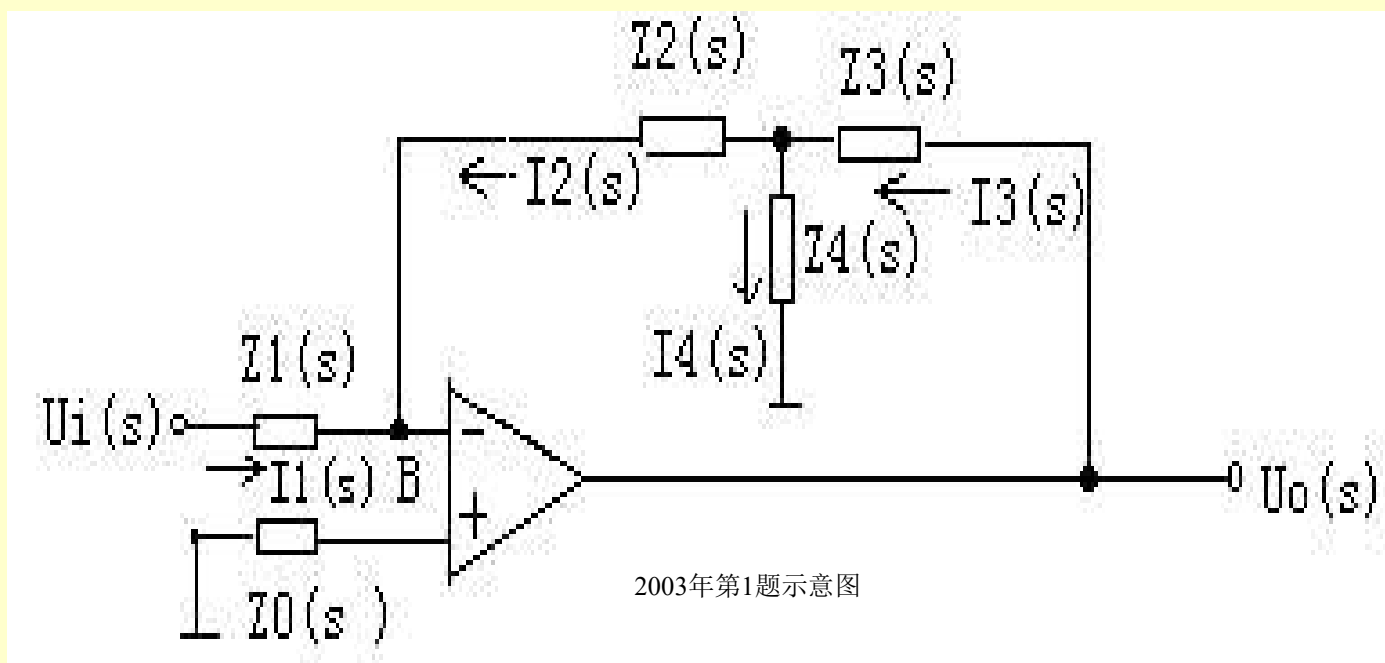 Z2(s)
Z3(s)
I2(s)
I3(s)
Z4(s)
I4(s)
Z1(s)
Ui(s)
-
I1(s) B
+
Uo(s)
Z0(s )
2003年第1题示意图